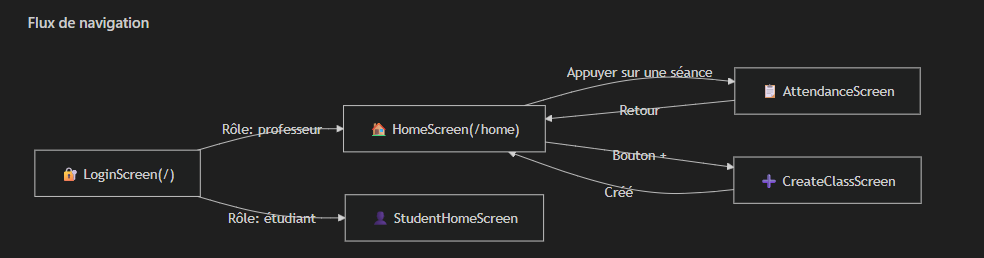 Flux de navigation
Appuyer sur une séance
AttendanceScreen
Retour
Rôle: professeur
HomeScreen(/home)
Bouton +
LoginScreen(/)
CreateClassScreen
Créé
Rôle: étudiant
StudentHomeScreen